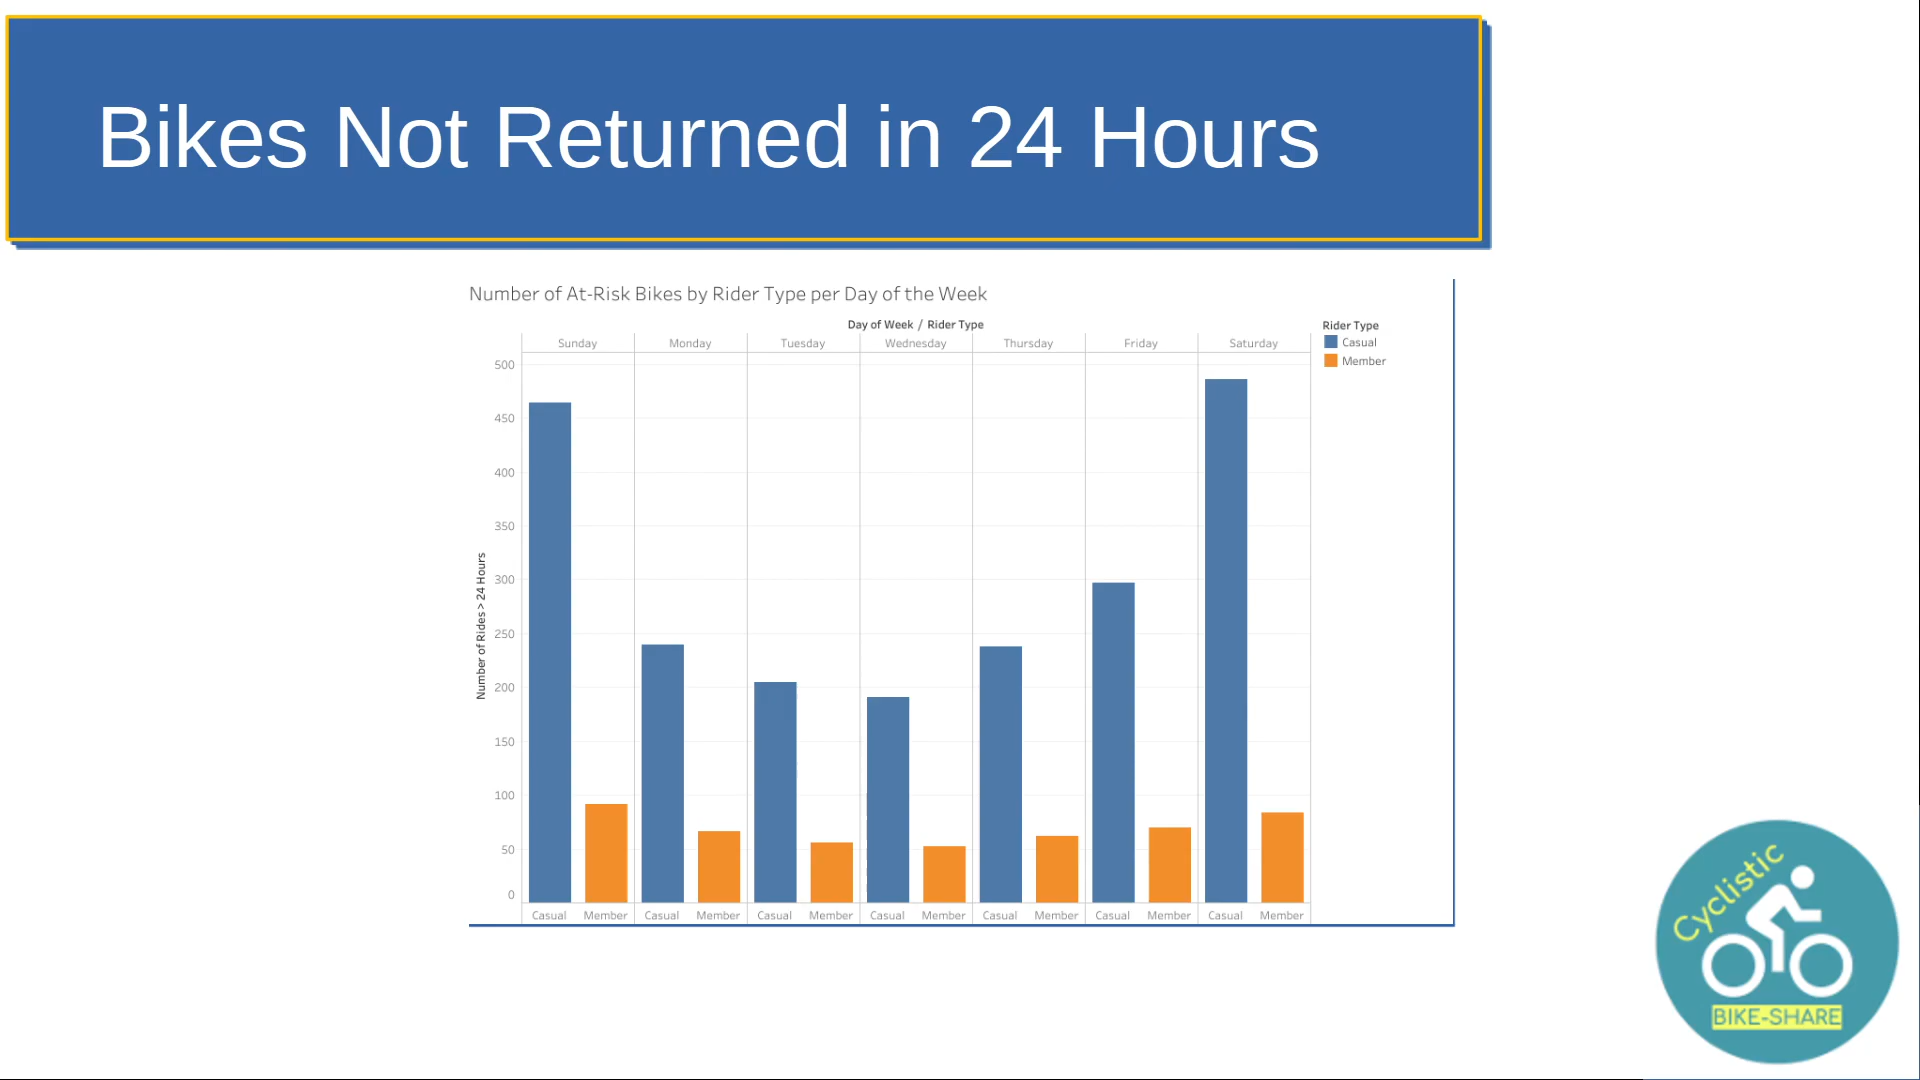 Bikes Not Returned in 24 Hours
Number of At-Risk Bikes by Rider Type per Day of the Week
Day of Week / Rider Type
Sunday Monday Tuesday Wednesday Thursday Friday Saturday
Rider Type
Casual
Member
Number of Rides > 24 Hours
500
450
400
350
300
250
200
150
100
50
0
Casual Member Casual Member Casual Member Casual Member Casual Member Casual Member Casual Member
Cyclistic
BIKE-SHARE